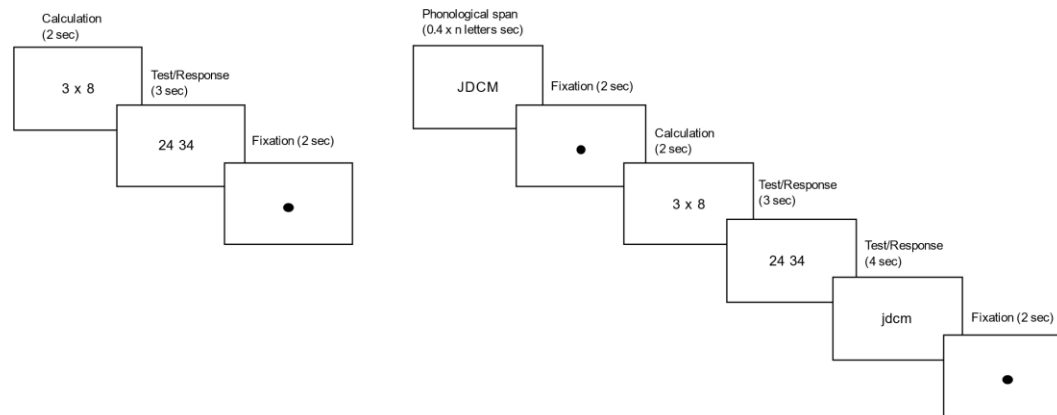 Calculation
(2 sec)
3 x 8
Test/Response
(3 sec)
24 34
Fixation (2 sec)
Phonological span
(0.4 x n letters sec)
JDCM
Fixation (2 sec)
Calculation
(2 sec)
3 x 8
Test/Response
(3 sec)
24 34
Test/Response
(4 sec)
jdcm
Fixation (2 sec)